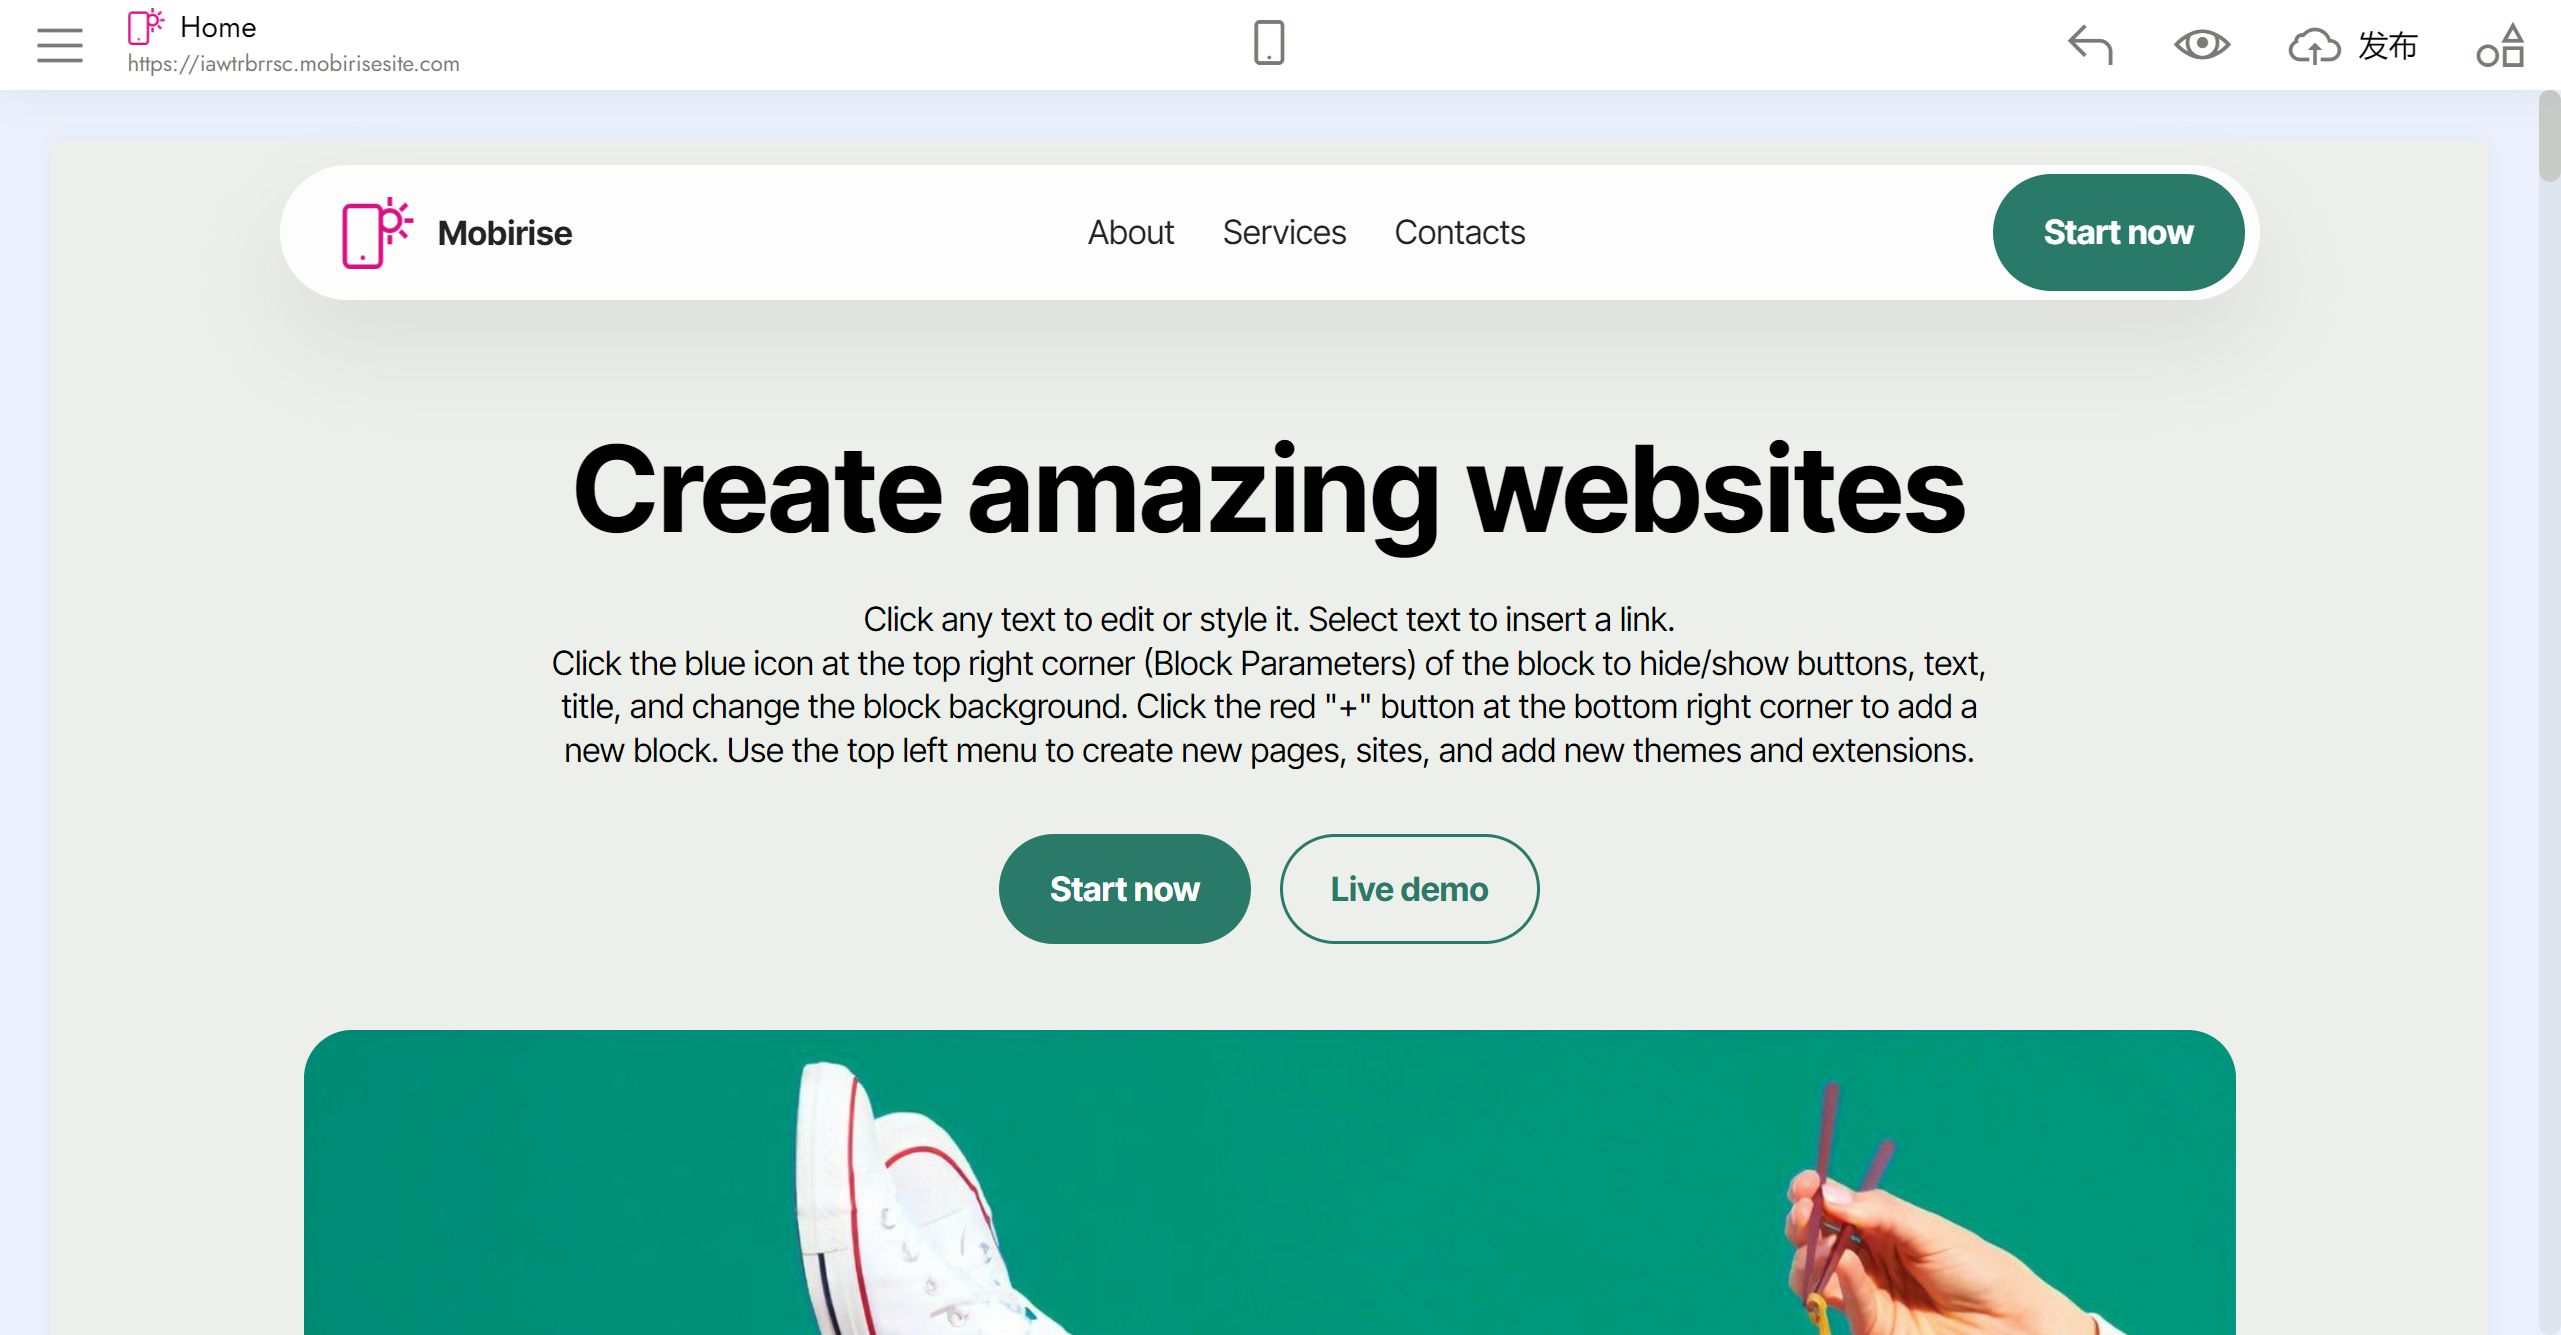 Home
https://iawtrbrrsc.mobirisesite.com
发布
Mobirise
About
Services
Contacts
Start now
Create amazing websites
Click any text to edit or style it. Select text to insert a link.
Click the blue icon at the top right corner (Block Parameters) of the block to hide/show buttons, text,
title, and change the block background. Click the red "+" button at the bottom right corner to add a
new block. Use the top left menu to create new pages, sites, and add new themes and extensions.
Start now
Live demo